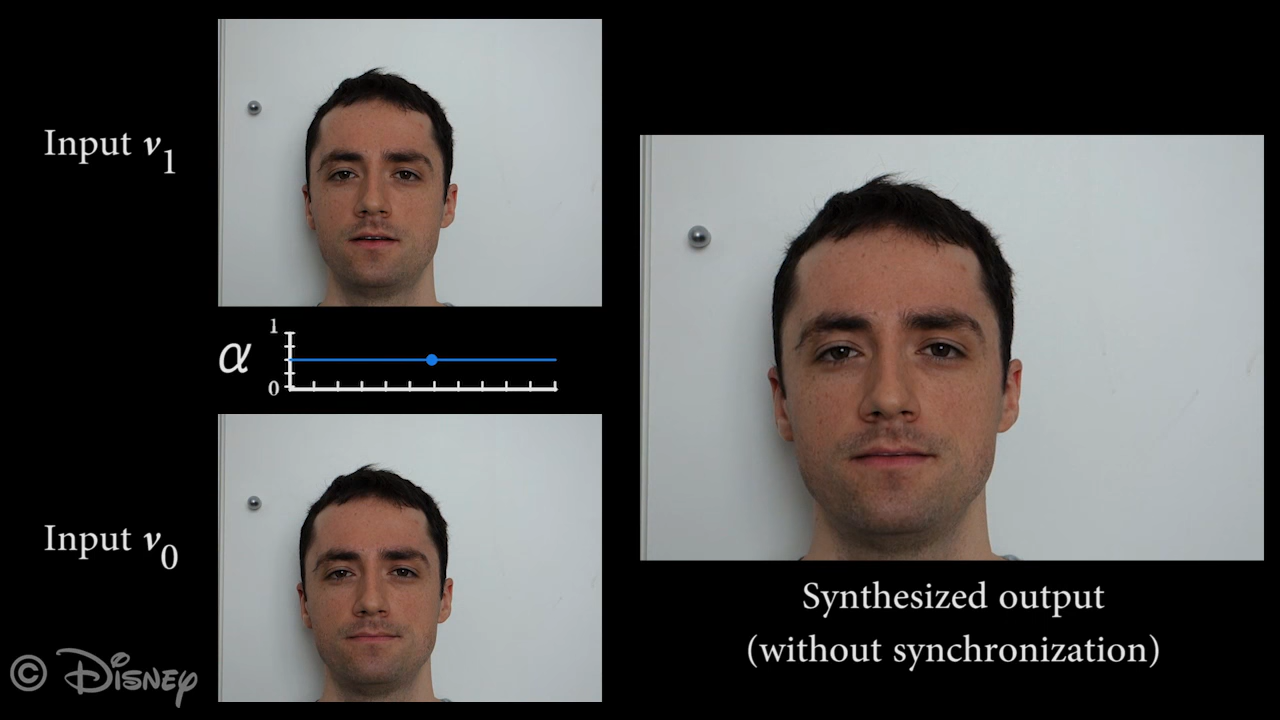 Input v1
α
1
0
Input v0
Synthesized output
(without synchronization)
© Disney